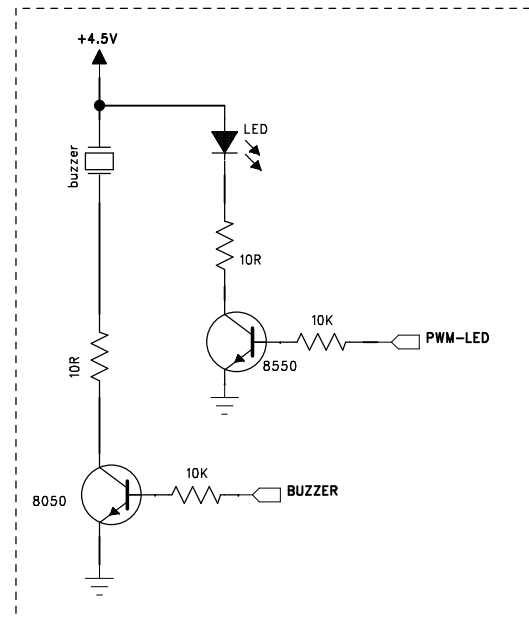 +4.5V
LED
buzzer
10R
10K
PWM-LED
8550
10R
10K
8050
BUZZER